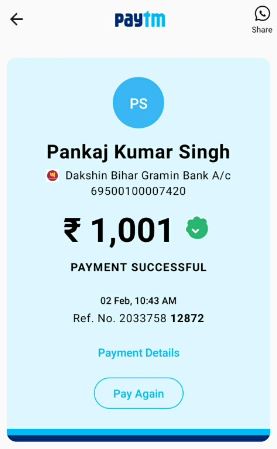 paytm
Share
PS
Pankaj Kumar Singh
Dakshin Bihar Gramin Bank A/c
69500100007420
₹ 1,001
PAYMENT SUCCESSFUL
02 Feb, 10:43 AM
Ref. No. 2033758 12872
Payment Details
Pay Again